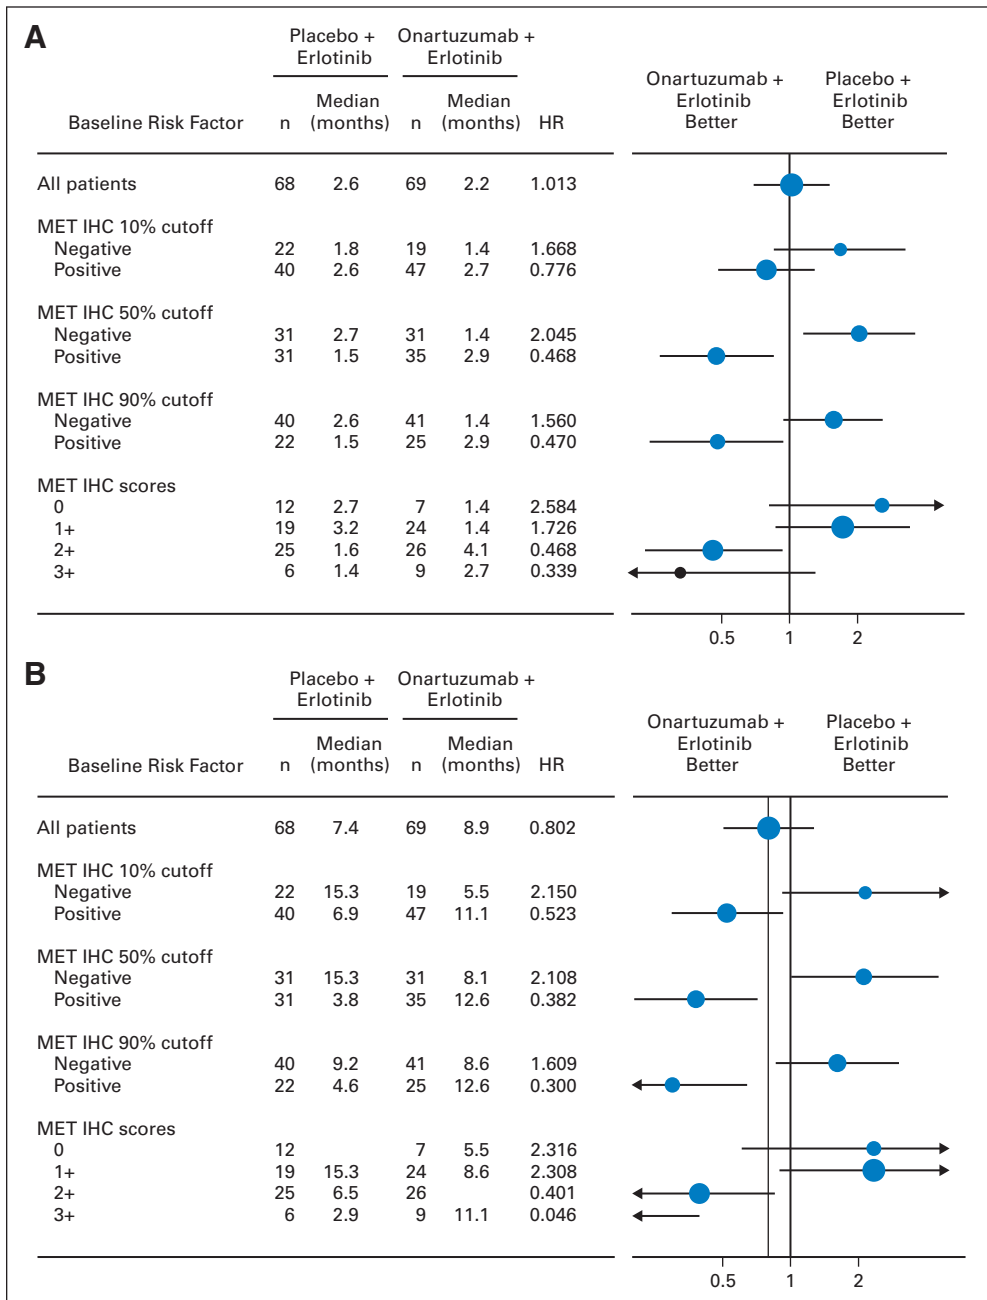 A
Placebo + Erlotinib Onartuzumab + Erlotinib
Onartuzumab + Erlotinib Better Placebo + Erlotinib Better
Baseline Risk Factor n Median (months) n Median (months) HR
All patients 68 2.6 69 2.2 1.013
MET IHC 10% cutoff
Negative 22 1.8 19 1.4 1.668
Positive 40 2.6 47 2.7 0.776
MET IHC 50% cutoff
Negative 31 2.7 31 1.4 2.045
Positive 31 1.5 35 2.9 0.468
MET IHC 90% cutoff
Negative 40 2.6 41 1.4 1.560
Positive 22 1.5 25 2.9 0.470
MET IHC scores
0 12 2.7 7 1.4 2.584
1+ 19 3.2 24 1.4 1.726
2+ 25 1.6 26 4.1 0.468
3+ 6 1.4 9 2.7 0.339
0.5 1 2
B
Placebo + Erlotinib Onartuzumab + Erlotinib
Onartuzumab + Erlotinib Better Placebo + Erlotinib Better
Baseline Risk Factor n Median (months) n Median (months) HR
All patients 68 7.4 69 8.9 0.802
MET IHC 10% cutoff
Negative 22 15.3 19 5.5 2.150
Positive 40 6.9 47 11.1 0.523
MET IHC 50% cutoff
Negative 31 15.3 31 8.1 2.108
Positive 31 3.8 35 12.6 0.382
MET IHC 90% cutoff
Negative 40 9.2 41 8.6 1.609
Positive 22 4.6 25 12.6 0.300
MET IHC scores
0 12 7 5.5 2.316
1+ 19 15.3 24 8.6 2.308
2+ 25 6.5 26 0.401
3+ 6 2.9 9 11.1 0.046
0.5 1 2